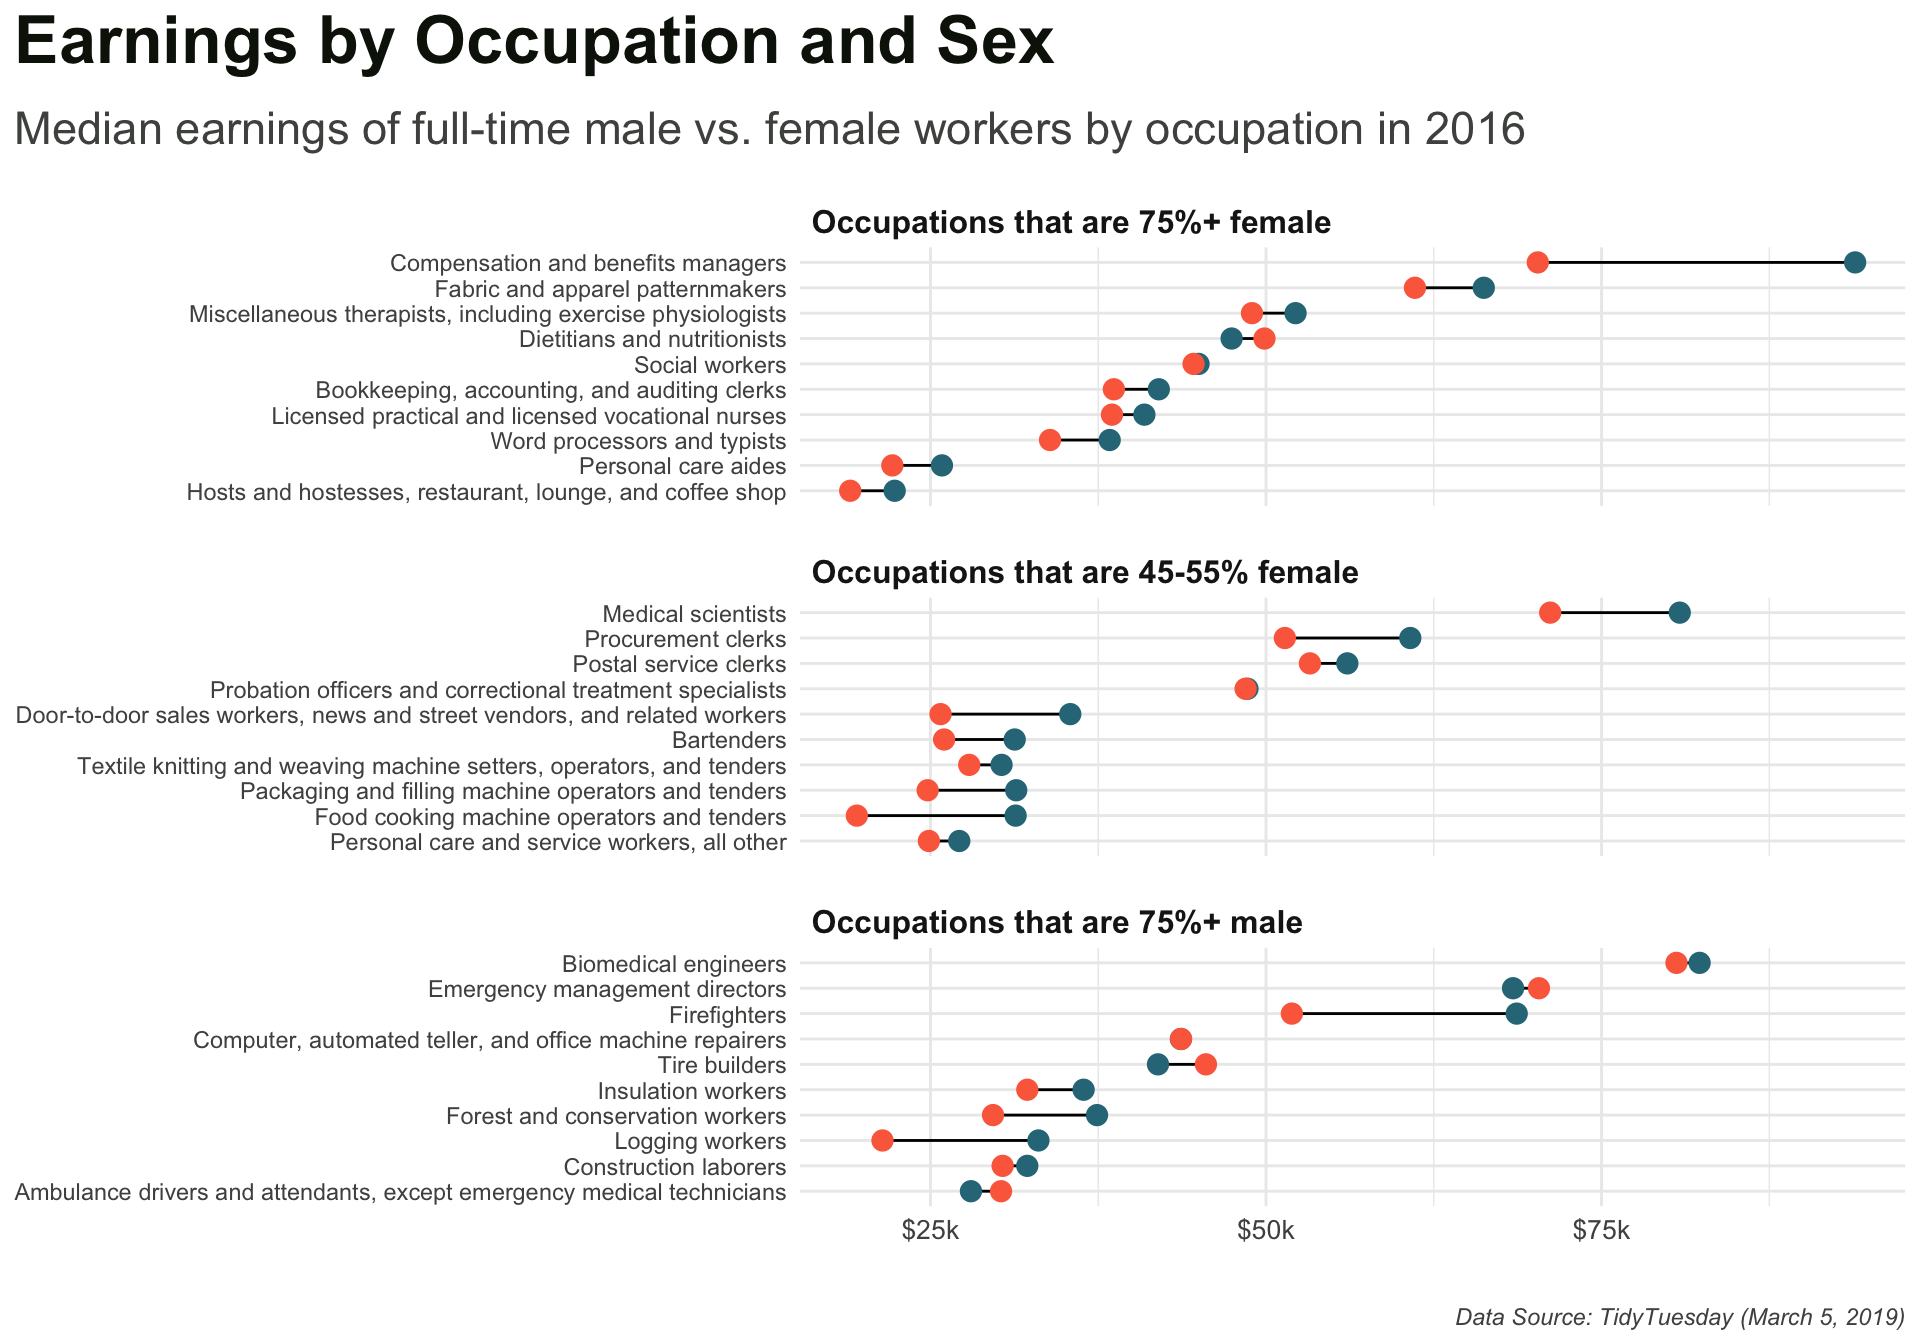 Earnings by Occupation and Sex
Median earnings of full-time male vs. female workers by occupation in 2016
Occupations that are 75%+ female
Compensation and benefits managers
Fabric and apparel patternmakers
Miscellaneous therapists, including exercise physiologists
Dietitians and nutritionists
Social workers
Bookkeeping, accounting, and auditing clerks
Licensed practical and licensed vocational nurses
Word processors and typists
Personal care aides
Hosts and hostesses, restaurant, lounge, and coffee shop
Occupations that are 45-55% female
Medical scientists
Procurement clerks
Postal service clerks
Probation officers and correctional treatment specialists
Door-to-door sales workers, news and street vendors, and related workers
Bartenders
Textile knitting and weaving machine setters, operators, and tenders
Packaging and filling machine operators and tenders
Food cooking machine operators and tenders
Personal care and service workers, all other
Occupations that are 75%+ male
Biomedical engineers
Emergency management directors
Firefighters
Computer, automated teller, and office machine repairers
Tire builders
Insulation workers
Forest and conservation workers
Logging workers
Construction laborers
Ambulance drivers and attendants, except emergency medical technicians
$25k $50k $75k
Data Source: TidyTuesday (March 5, 2019)